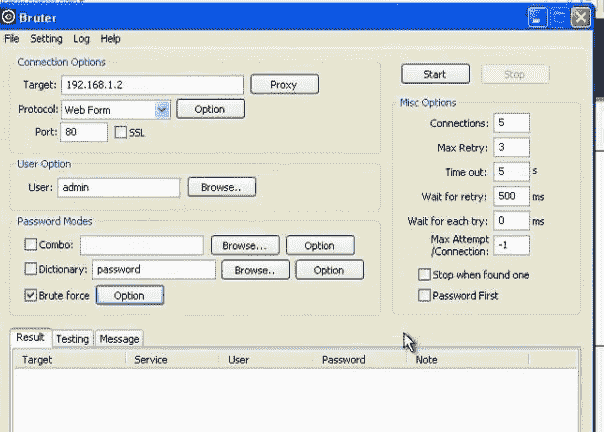 Bruter
File Setting Log Help
Connection Options
Target: 192.168.1.2 Proxy
Protocol: Web Form Option
Port: 80 SSL
User Option
User: admin Browse..
Password Modes
Combo: Browse... Option
Dictionary: password Browse.. Option
Brute force Option
Start Stop
Misc Options
Connections: 5
Max Retry: 3
Time out: 5 s
Wait for retry: 500 ms
Wait for each try: 0 ms
Max Attempt
/Connection: -1
Stop when found one
Password First
Result Testing Message
Target Service User Password Note